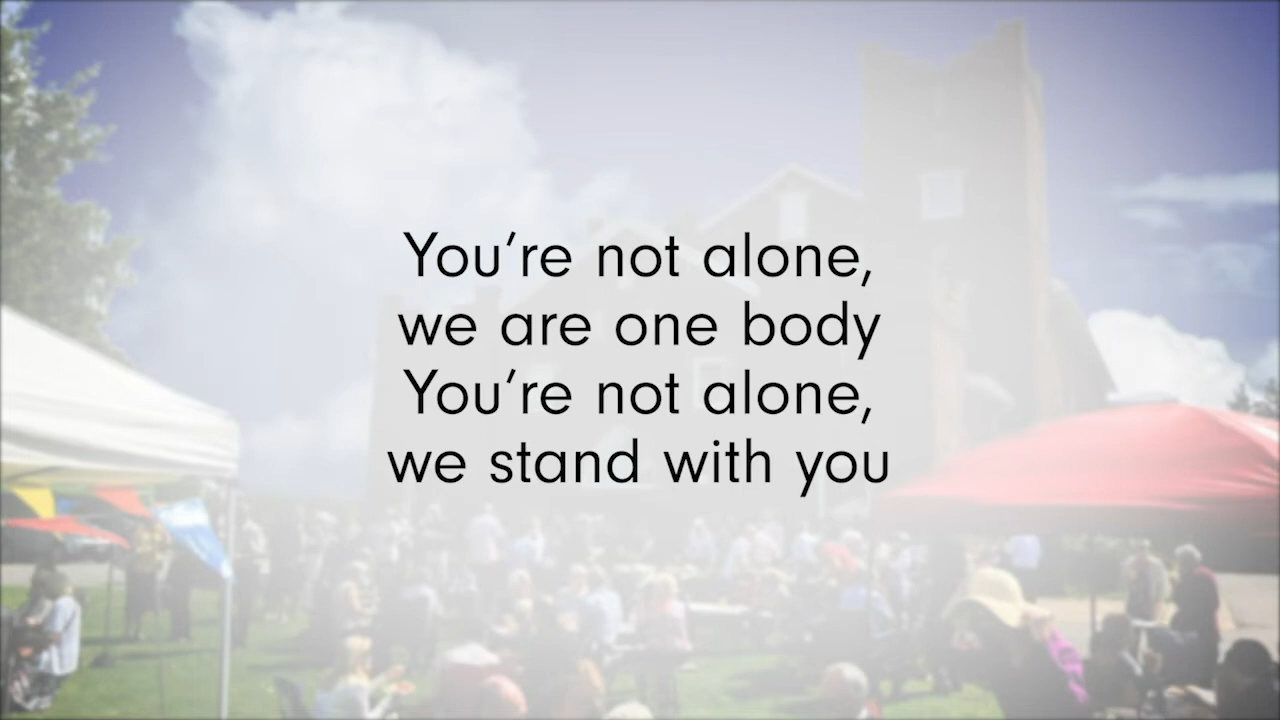 You’re not alone,
we are one body
You’re not alone,
we stand with you